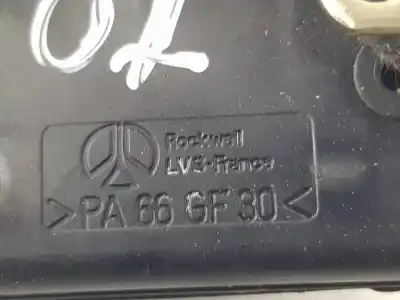 Rockwell
LVS-France
>PA 66 GF 30<